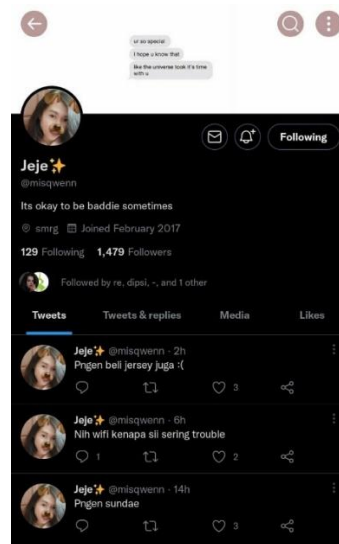 ur so special
I hope u know that
like the universe took it's time
with u
Following
Jeje✨
@misqwenn
Its okay to be baddie sometimes
smrg Joined February 2017
129 Following 1,479 Followers
Followed by re, dipsi, -, and 1 other
Tweets Tweets & replies Media Likes
Jeje✨ @misqwenn · 2h
Pngen beli jersey juga :(
3
Jeje✨ @misqwenn · 6h
Nih wifi kenapa sii sering trouble
1 2
Jeje✨ @misqwenn · 14h
Pngen sundae
3